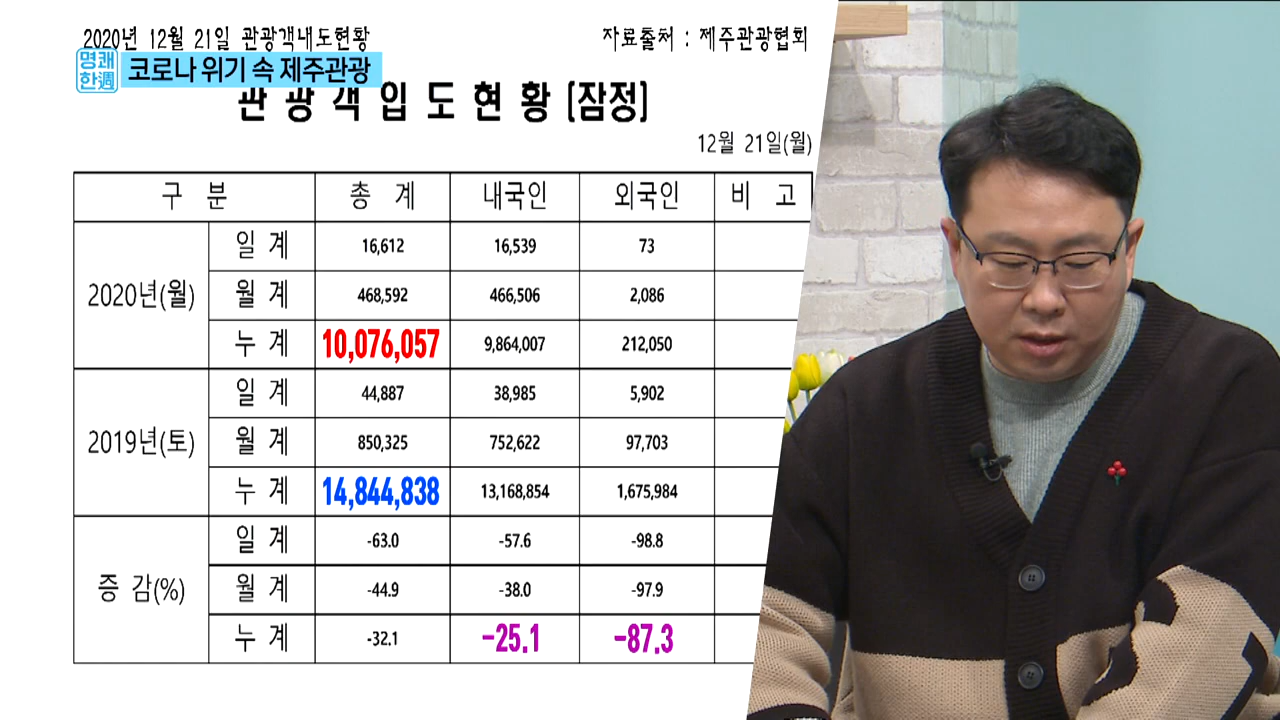 2020년 12월 21일 관광객내도현황
자료출처 : 제주관광협회
명쾌
한週
코로나 위기 속 제주관광
관 광 객 입 도 현 황 [잠정]
12월 21일(월)
구 분 총 계 내국인 외국인 비 고
2020년(월)
일 계 16,612 16,539 73
월 계 468,592 466,506 2,086
누 계 10,076,057 9,864,007 212,050
2019년(토)
일 계 44,887 38,985 5,902
월 계 850,325 752,622 97,703
누 계 14,844,838 13,168,854 1,675,984
증 감(%)
일 계 -63.0 -57.6 -98.8
월 계 -44.9 -38.0 -97.9
누 계 -32.1 -25.1 -87.3